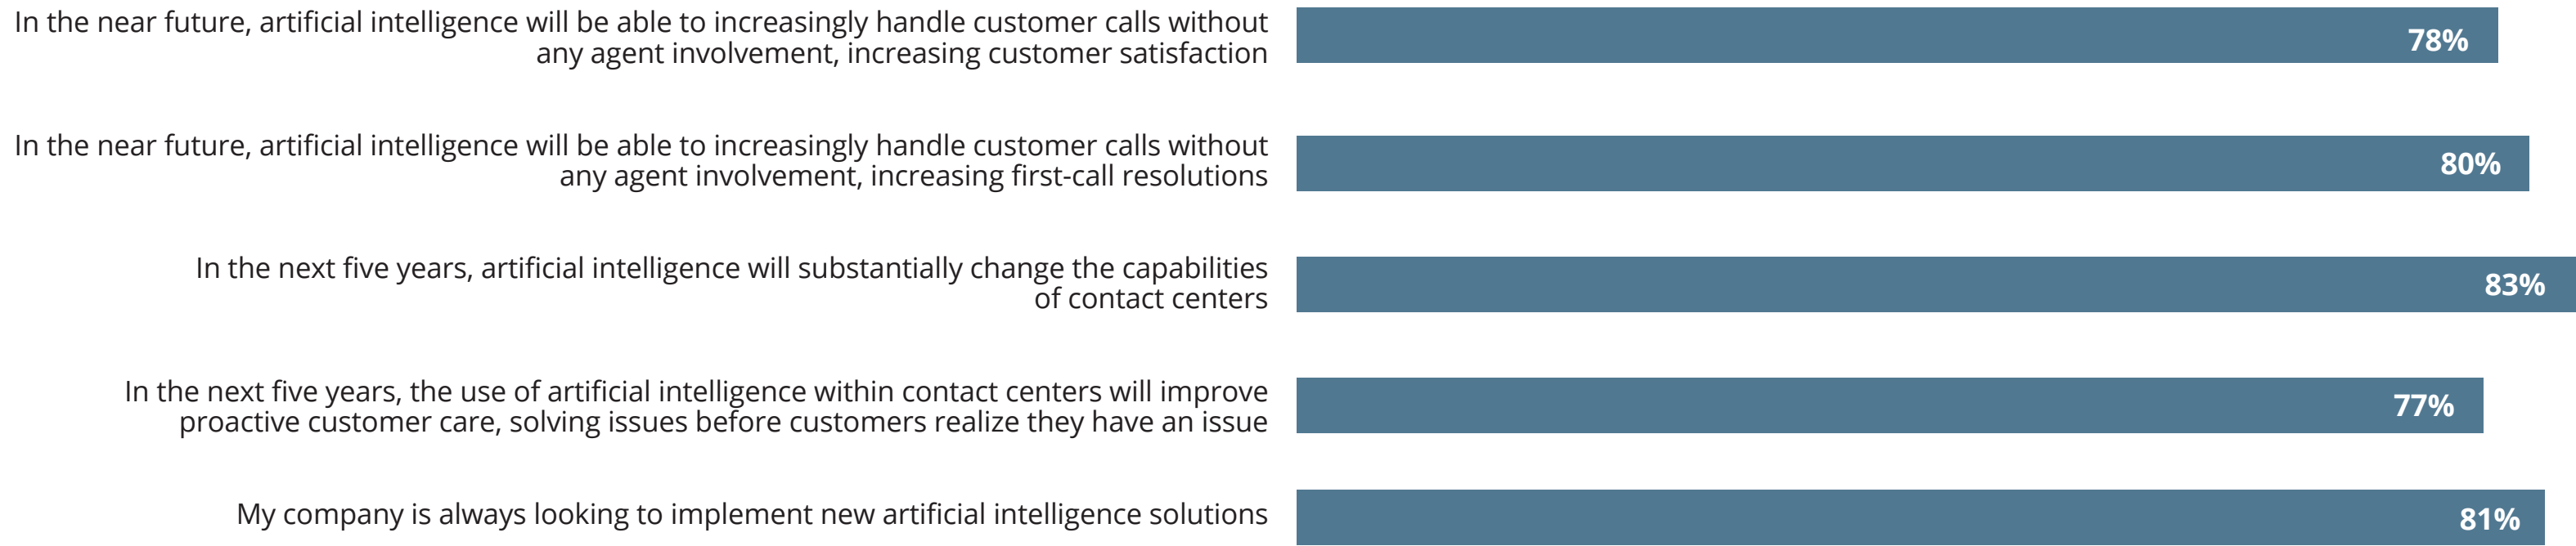 In the near future, artificial intelligence will be able to increasingly handle customer calls without
any agent involvement, increasing customer satisfaction
78%
In the near future, artificial intelligence will be able to increasingly handle customer calls without
any agent involvement, increasing first-call resolutions
80%
In the next five years, artificial intelligence will substantially change the capabilities
of contact centers
83%
In the next five years, the use of artificial intelligence within contact centers will improve
proactive customer care, solving issues before customers realize they have an issue
77%
My company is always looking to implement new artificial intelligence solutions
81%